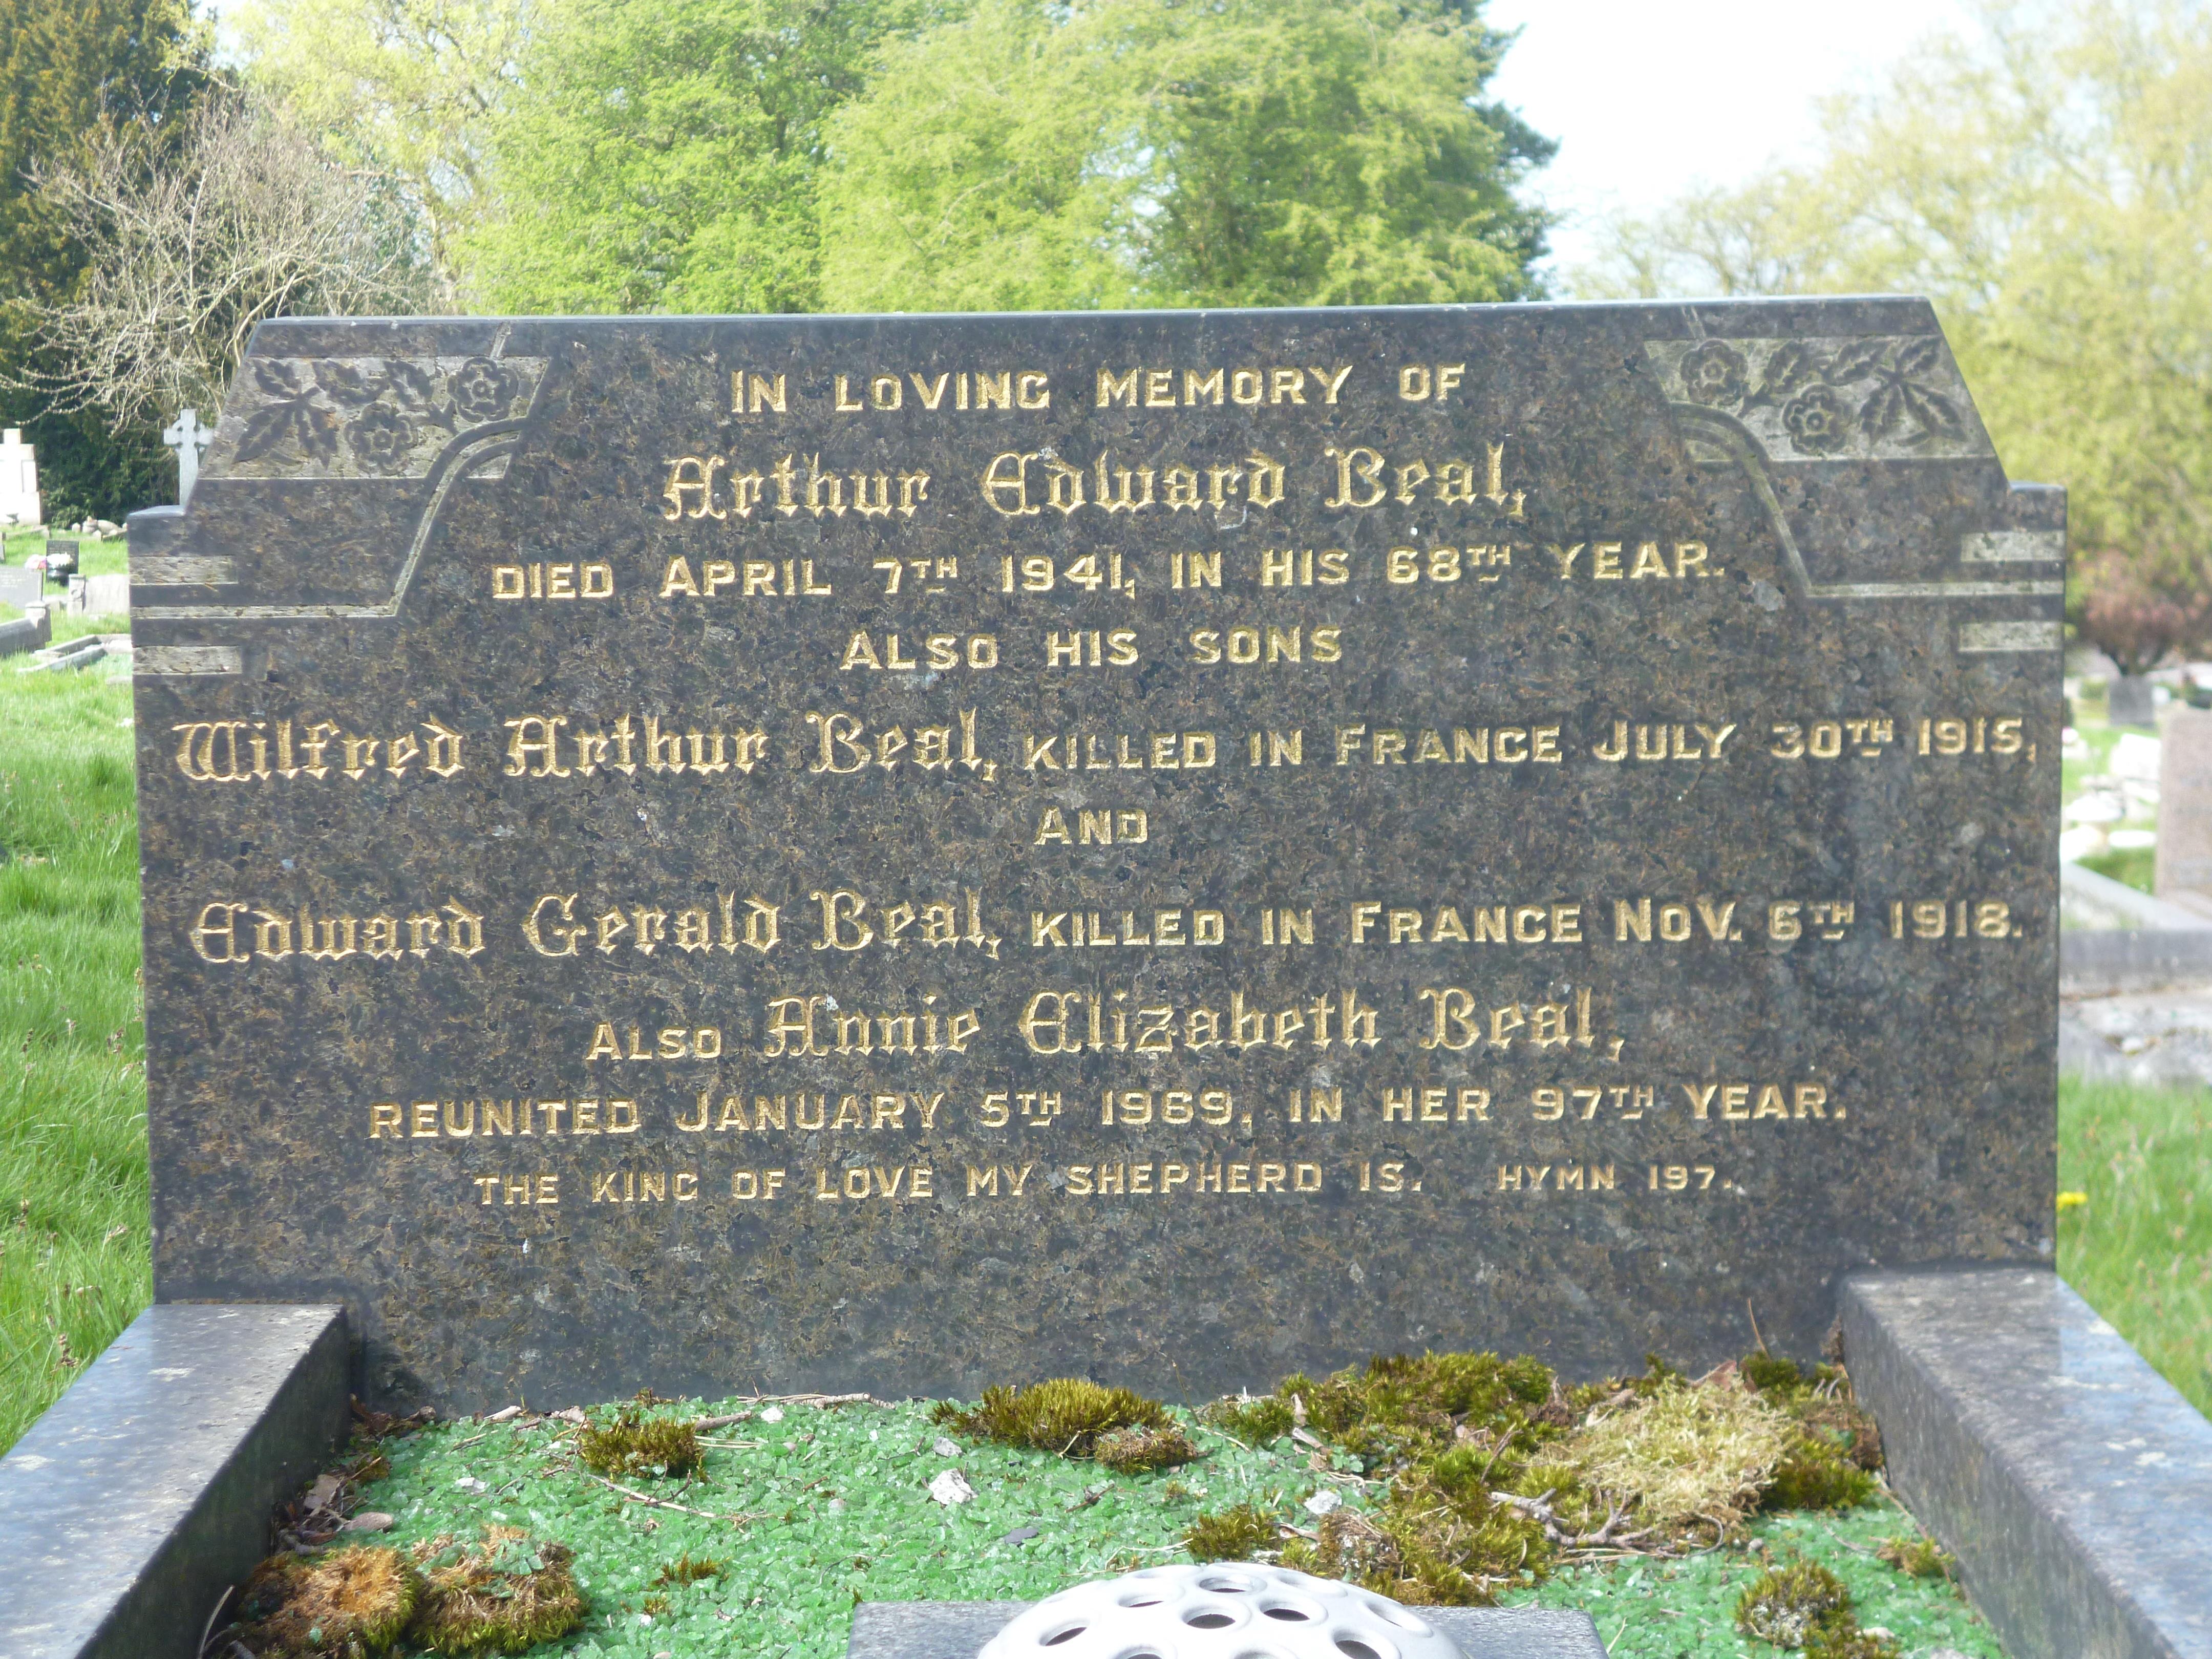 IN LOVING MEMORY OF
Arthur Edward Beal,
DIED APRIL 7TH 1941, IN HIS 68TH YEAR.
ALSO HIS SONS
Wilfred Arthur Beal, KILLED IN FRANCE JULY 30TH 1915,
AND
Edward Gerald Beal, KILLED IN FRANCE NOV. 6TH 1918.
ALSO Annie Elizabeth Beal,
REUNITED JANUARY 5TH 1969, IN HER 97TH YEAR.
THE KING OF LOVE MY SHEPHERD IS. HYMN 197.